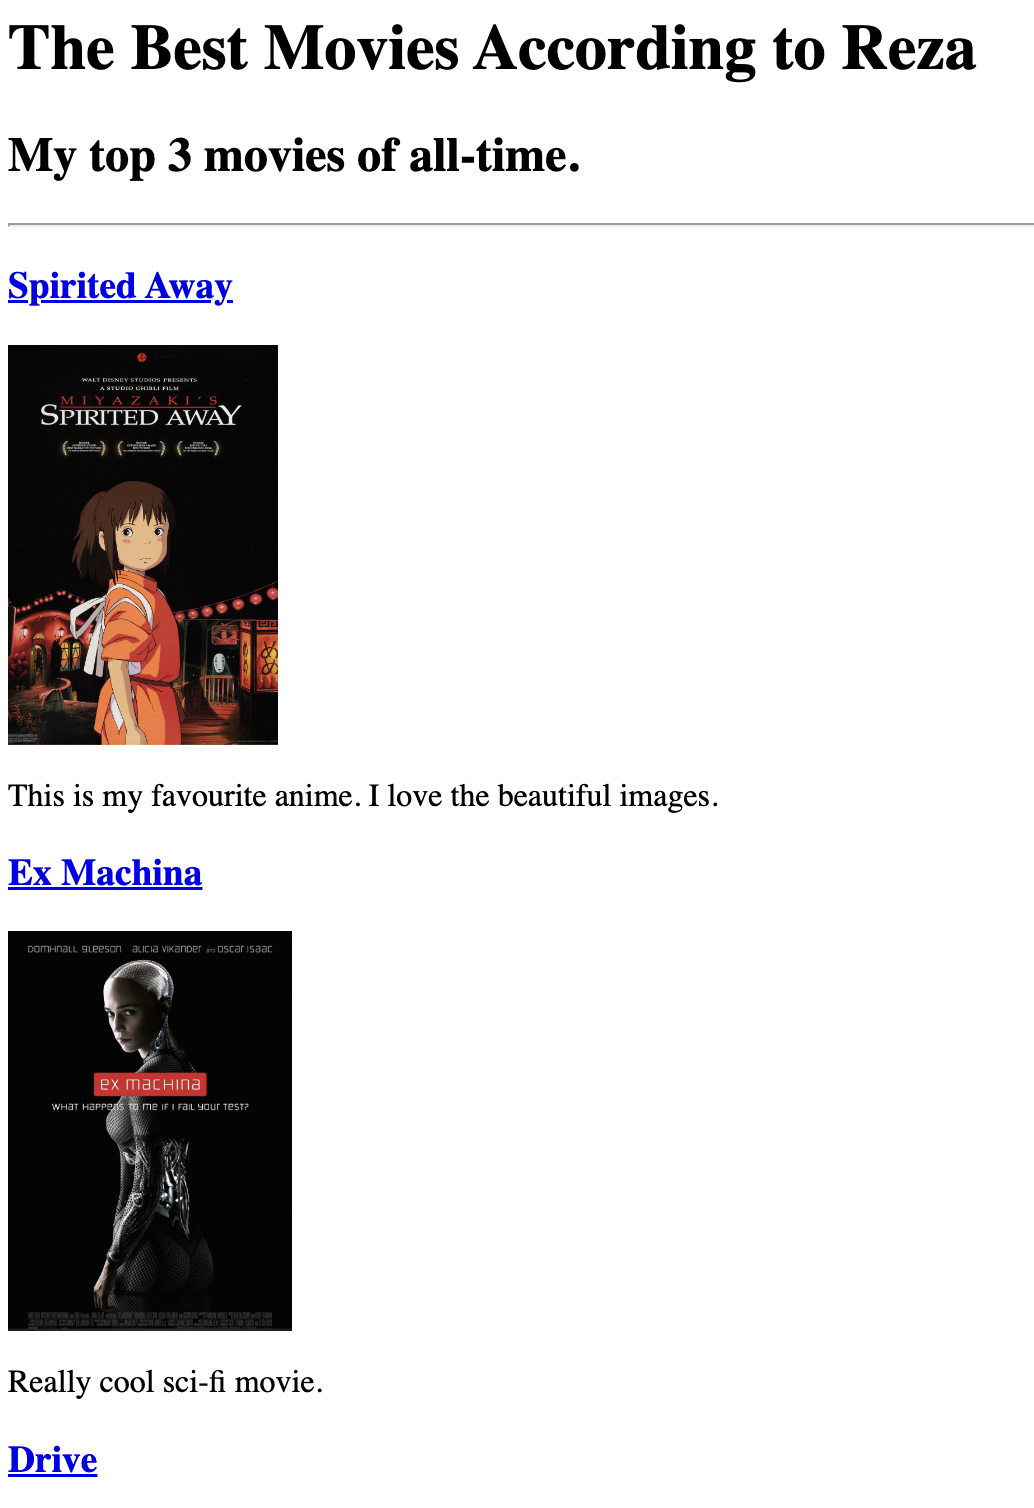 The Best Movies According to Reza
My top 3 movies of all-time.
Spirited Away
WALT DISNEY STUDIOS PRESENTS
A STUDIO GHIBLI FILM
MIYAZAKI'S
SPIRITED AWAY
This is my favourite anime. I love the beautiful images.
Ex Machina
DOMHNALL GLEESON ALICIA VIKANDER AND OSCAR ISAAC
EX MACHINA
WHAT HAPPENS TO ME IF I FAIL YOUR TEST?
Really cool sci-fi movie.
Drive